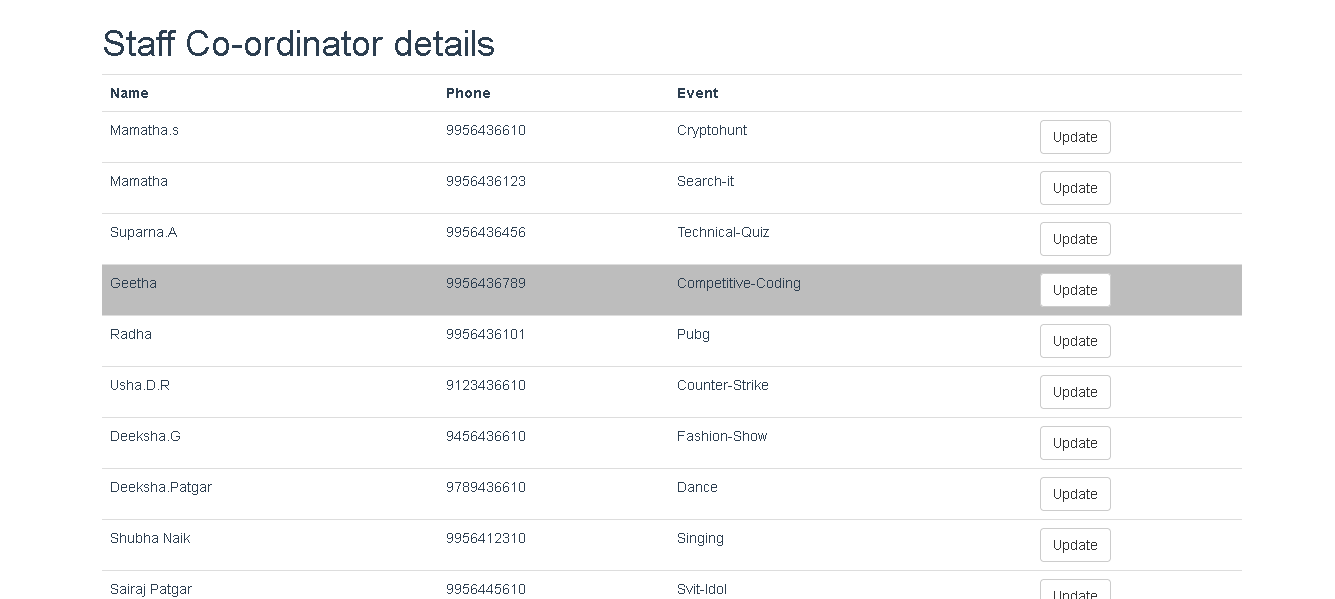 Staff Co-ordinator details
Name Phone Event
Mamatha.s 9956436610 Cryptohunt Update
Mamatha 9956436123 Search-it Update
Suparna.A 9956436456 Technical-Quiz Update
Geetha 9956436789 Competitive-Coding Update
Radha 9956436101 Pubg Update
Usha.D.R 9123436610 Counter-Strike Update
Deeksha.G 9456436610 Fashion-Show Update
Deeksha.Patgar 9789436610 Dance Update
Shubha Naik 9956412310 Singing Update
Sairaj Patgar 9956445610 Svit-Idol Update